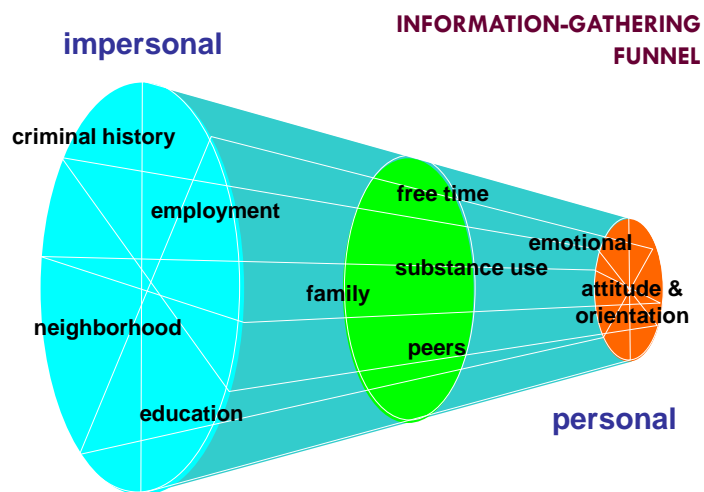 INFORMATION-GATHERING
FUNNEL
impersonal
criminal history
employment
neighborhood
education
free time
substance use
family
peers
emotional
attitude &
orientation
personal